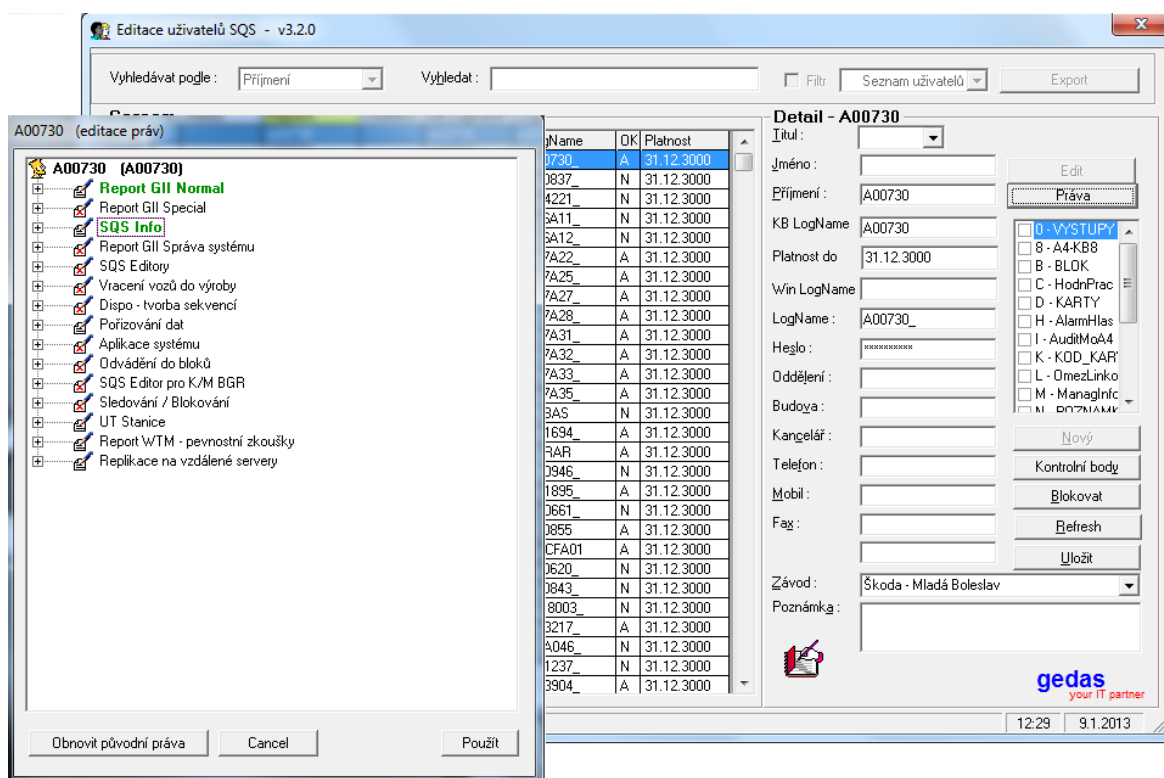 Editace uživatelů SQS - v3.2.0
Vyhledávat podle :
Příjmení
Vyhledat :
Filtr
Seznam uživatelů
Export
A00730 (editace práv)
A00730 (A00730)
Report GII Normal
Report GII Special
SQS Info
Report GII Správa systému
SQS Editory
Vracení vozů do výroby
Dispo - tvorba sekvencí
Pořizování dat
Aplikace systému
Odvádění do bloků
SQS Editor pro K/M BGR
Sledování / Blokování
UT Stanice
Report WTM - pevnostní zkoušky
Replikace na vzdálené servery
Obnovit původní práva
Cancel
Použít
OK Platnost
A 31.12.3000
N 31.12.3000
N 31.12.3000
N 31.12.3000
N 31.12.3000
A 31.12.3000
A 31.12.3000
A 31.12.3000
A 31.12.3000
A 31.12.3000
A 31.12.3000
A 31.12.3000
A 31.12.3000
N 31.12.3000
A 31.12.3000
A 31.12.3000
N 31.12.3000
A 31.12.3000
N 31.12.3000
A 31.12.3000
A 31.12.3000
N 31.12.3000
N 31.12.3000
N 31.12.3000
A 31.12.3000
N 31.12.3000
N 31.12.3000
A 31.12.3000
Detail - A00730
Titul :
Jméno :
Příjmení :
A00730
KB LogName
A00730
Platnost do
31.12.3000
Win LogName
LogName :
A00730_
Heslo :
**********
Oddělení :
Budova :
Kancelář :
Telefon :
Mobil :
Fax :
Závod :
Škoda - Mladá Boleslav
Poznámka :
Edit
Práva
0 - VYSTUPY
8 - A4-KB8
B - BLOK
C - HodnPrac
D - KARTY
H - AlarmHlas
I - AuditMoA4
K - KOD_KAR
L - OmezLinko
M - ManagInfc
Nový
Kontrolní body
Blokovat
Refresh
Uložit
gedas
your IT partner
12:29
9.1.2013